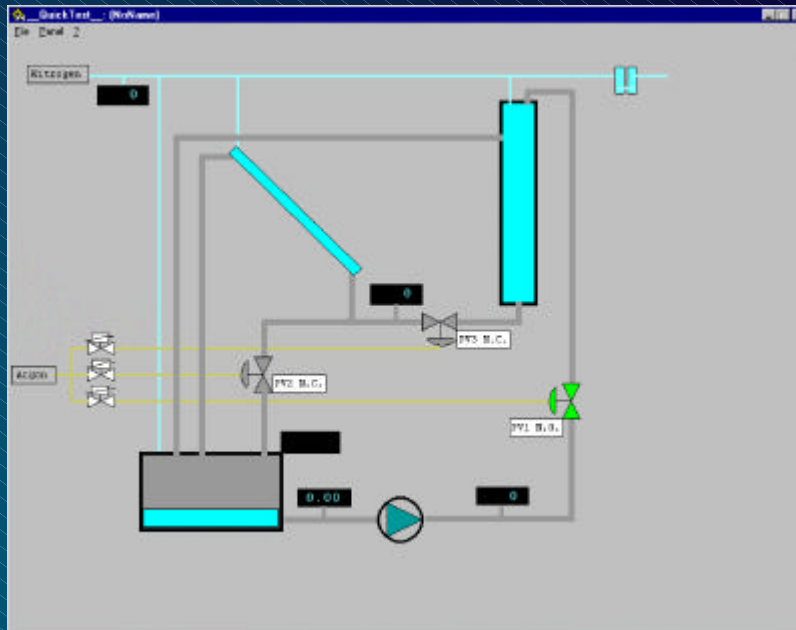 __QuickTest__: (NoName)
File Panel ?
Nitrogen
0
0
PV3 N.C.
Argon
PV2 N.C.
PV1 N.O.
0.00
0